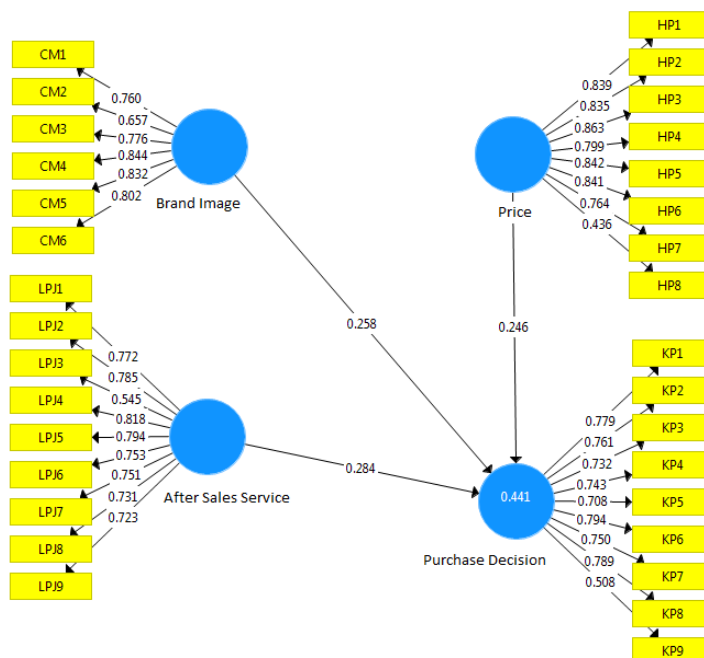 CM1
CM2
CM3
CM4
CM5
CM6
0.760
0.657
0.776
0.844
0.832
0.802
Brand Image
HP1
HP2
HP3
HP4
HP5
HP6
HP7
HP8
0.839
0.835
0.863
0.799
0.842
0.841
0.764
0.436
Price
0.258
0.246
LPJ1
LPJ2
LPJ3
LPJ4
LPJ5
LPJ6
LPJ7
LPJ8
LPJ9
0.772
0.785
0.545
0.818
0.794
0.753
0.751
0.731
0.723
After Sales Service
0.284
0.441
Purchase Decision
KP1
KP2
KP3
KP4
KP5
KP6
KP7
KP8
KP9
0.779
0.761
0.732
0.743
0.708
0.794
0.750
0.789
0.508